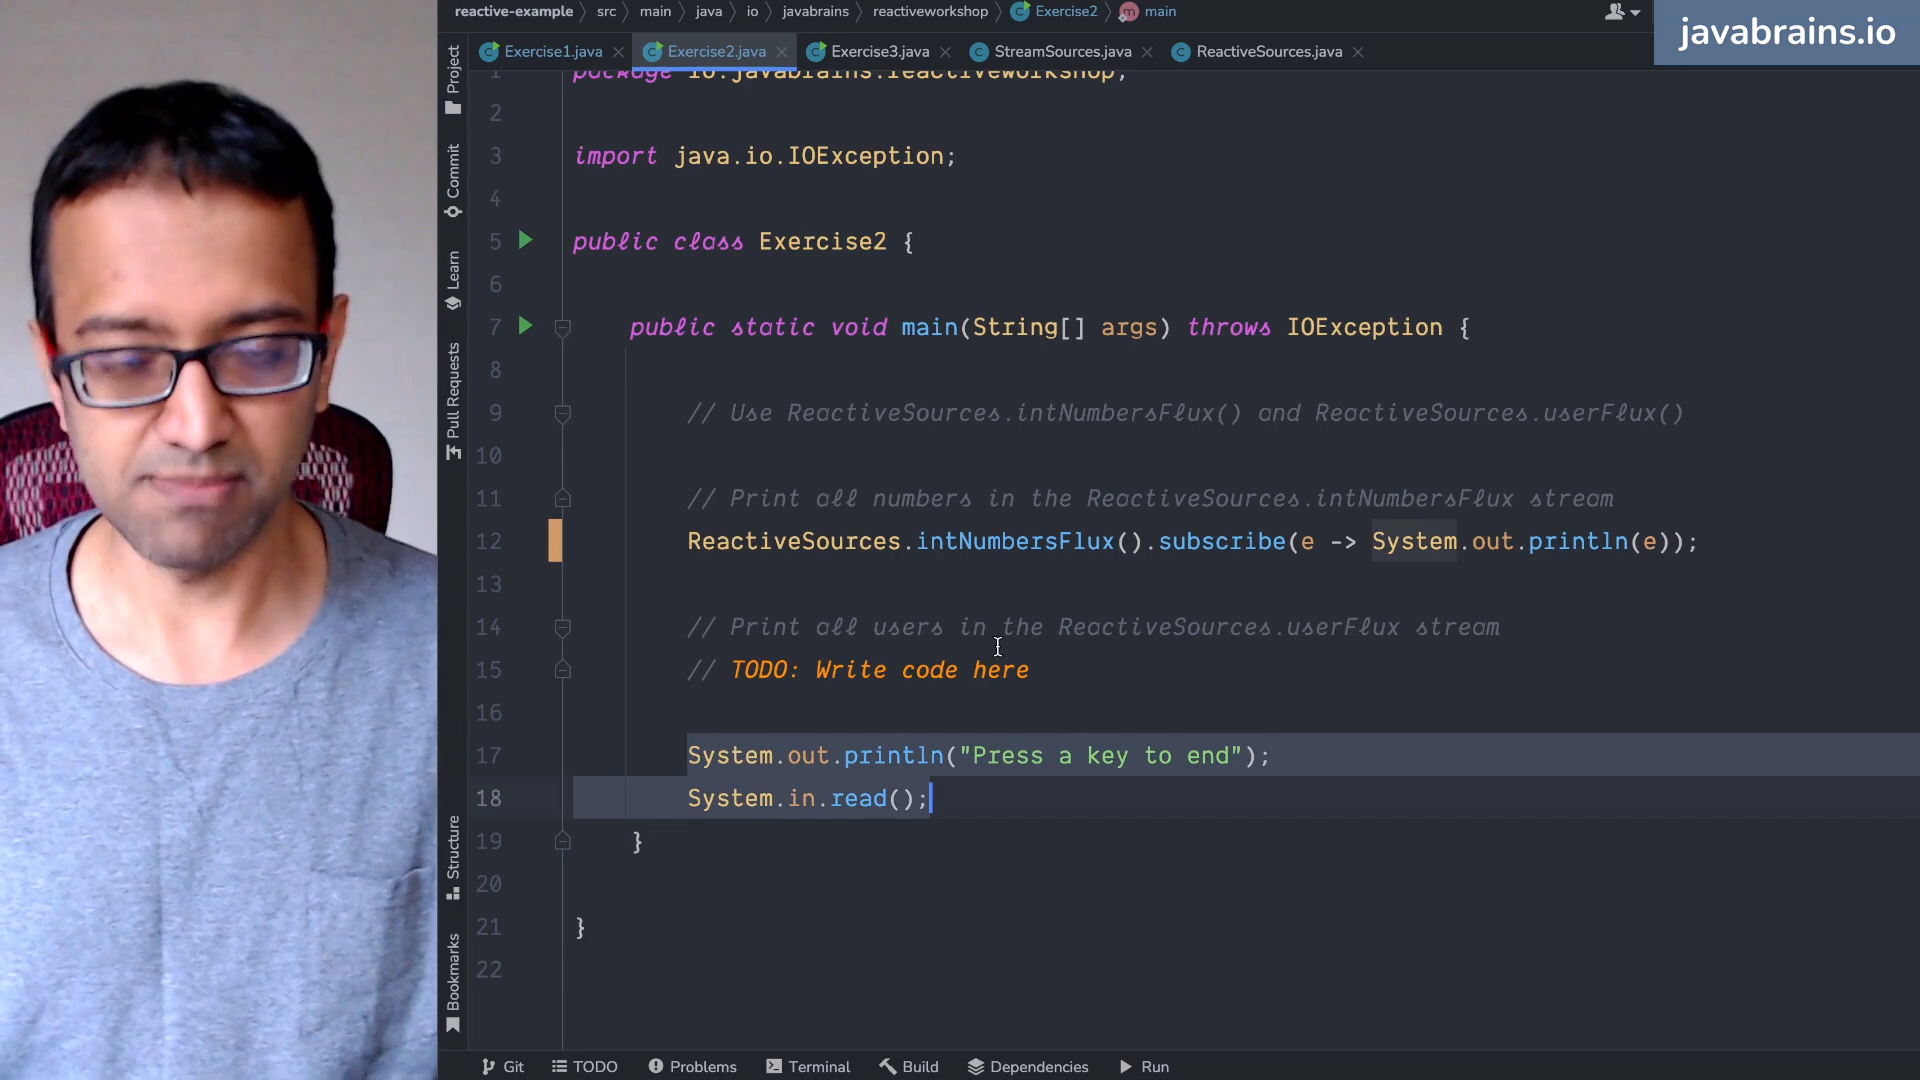 reactive-example > src > main > java > io > javabrains > reactiveworkshop > Exercise2 > main
javabrains.io
Exercise1.java Exercise2.java Exercise3.java StreamSources.java ReactiveSources.java
Project
Commit
Learn
Pull Requests
Structure
Bookmarks
1 package io.javabrains.reactiveworkshop;
2
3 import java.io.IOException;
4
5 public class Exercise2 {
6
7 public static void main(String[] args) throws IOException {
8
9 // Use ReactiveSources.intNumbersFlux() and ReactiveSources.userFlux()
10
11 // Print all numbers in the ReactiveSources.intNumbersFlux stream
12 ReactiveSources.intNumbersFlux().subscribe(e -> System.out.println(e));
13
14 // Print all users in the ReactiveSources.userFlux stream
15 // TODO: Write code here
16
17 System.out.println("Press a key to end");
18 System.in.read();
19 }
20
21 }
22
Git TODO Problems Terminal Build Dependencies Run